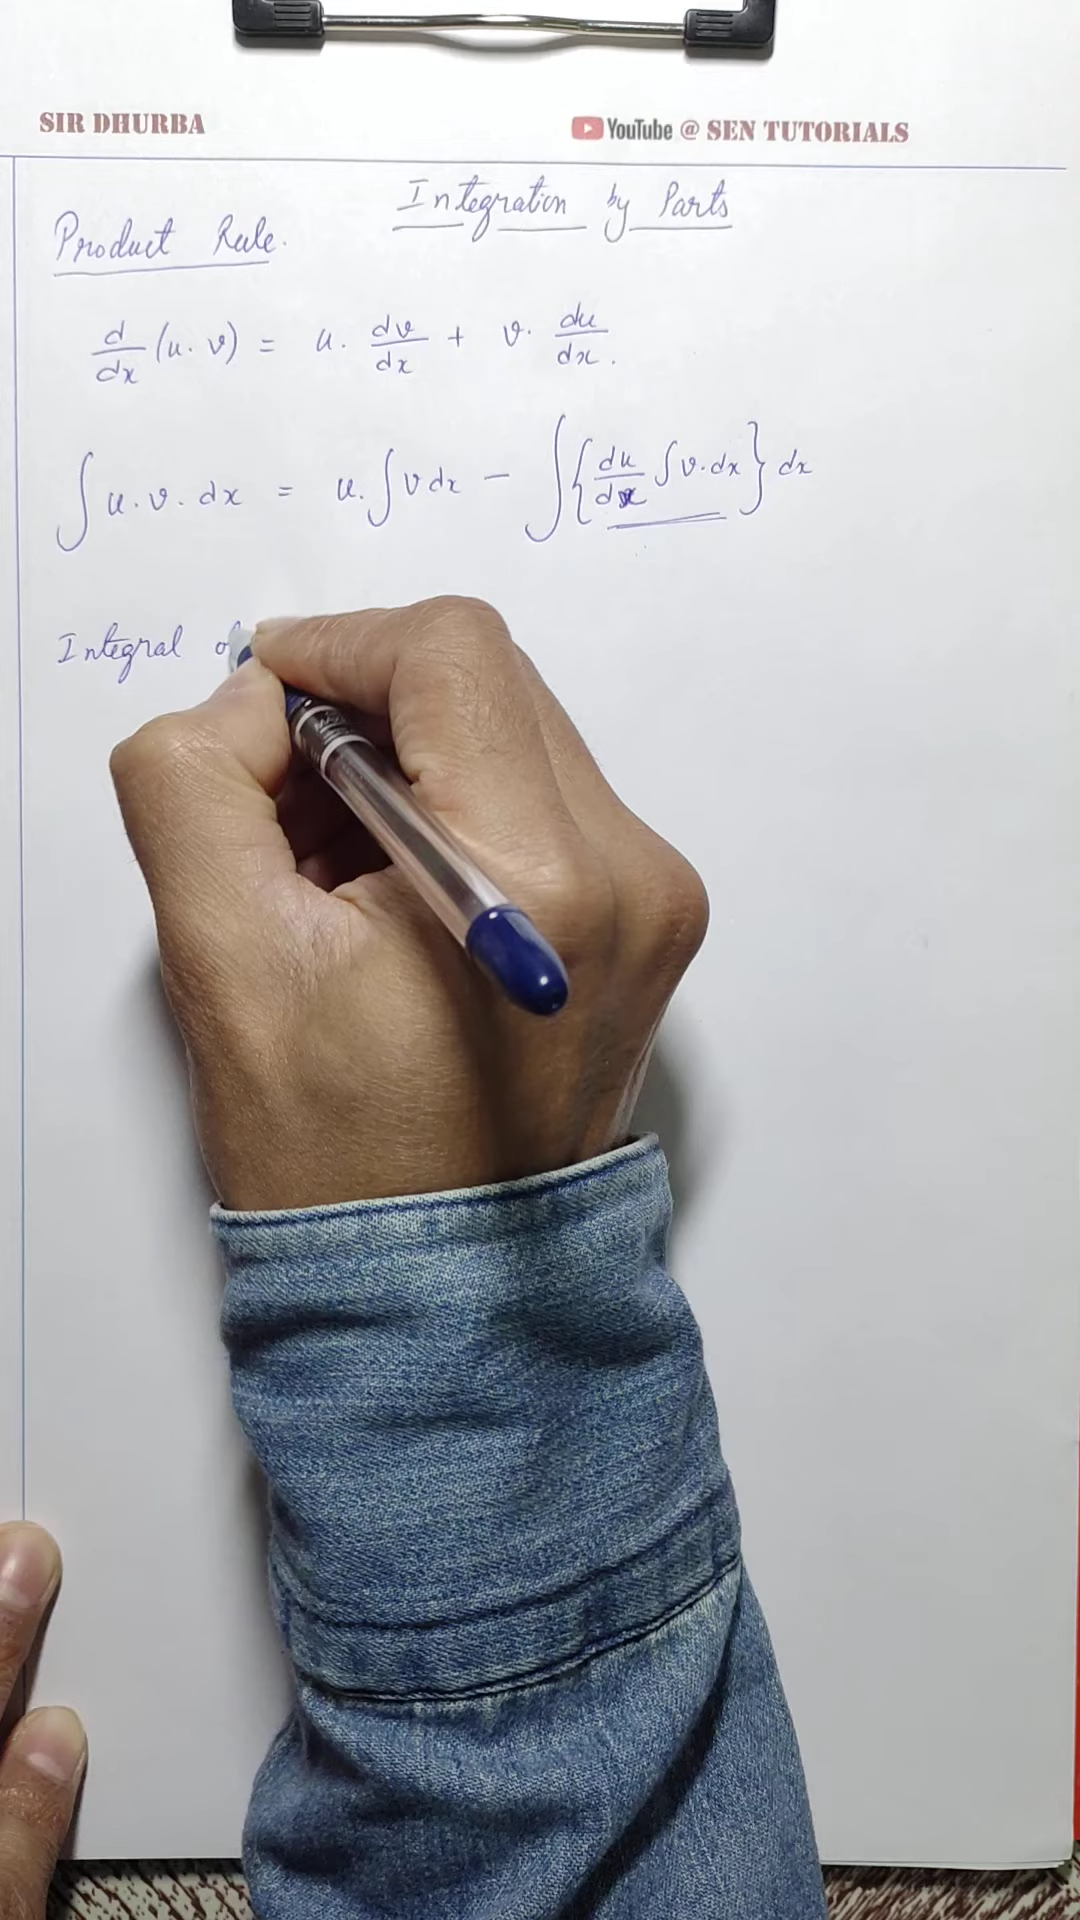 SIR DHURBA
YouTube @ SEN TUTORIALS
Integration by Parts
Product Rule.
d/dx (u. v) = u. dv/dx + v. du/dx.
∫ u. v. dx = u. ∫ v dx - ∫ { du/dx ∫ v. dx } dx
Integral